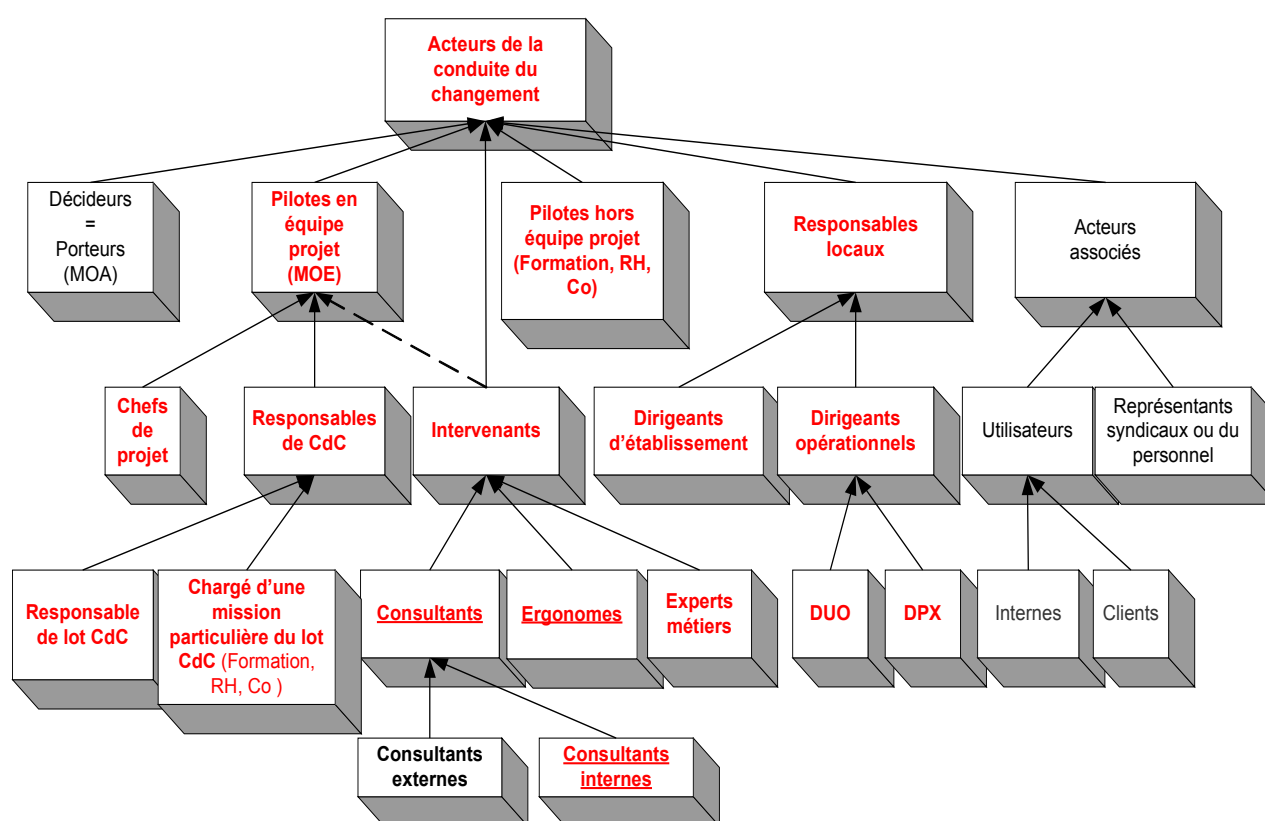 Acteurs de la
conduite du
changement
Décideurs
=
Porteurs
(MOA)
Pilotes en
équipe
projet
(MOE)
Pilotes hors
équipe projet
(Formation, RH,
Co)
Responsables
locaux
Acteurs
associés
Chefs
de
projet
Responsables
de CdC
Intervenants
Dirigeants
d’établissement
Dirigeants
opérationnels
Utilisateurs
Représentants
syndicaux ou du
personnel
Responsable
de lot CdC
Chargé d’une
mission
particulière du lot
CdC (Formation,
RH, Co )
Consultants
Ergonomes
Experts
métiers
DUO
DPX
Internes
Clients
Consultants
externes
Consultants
internes